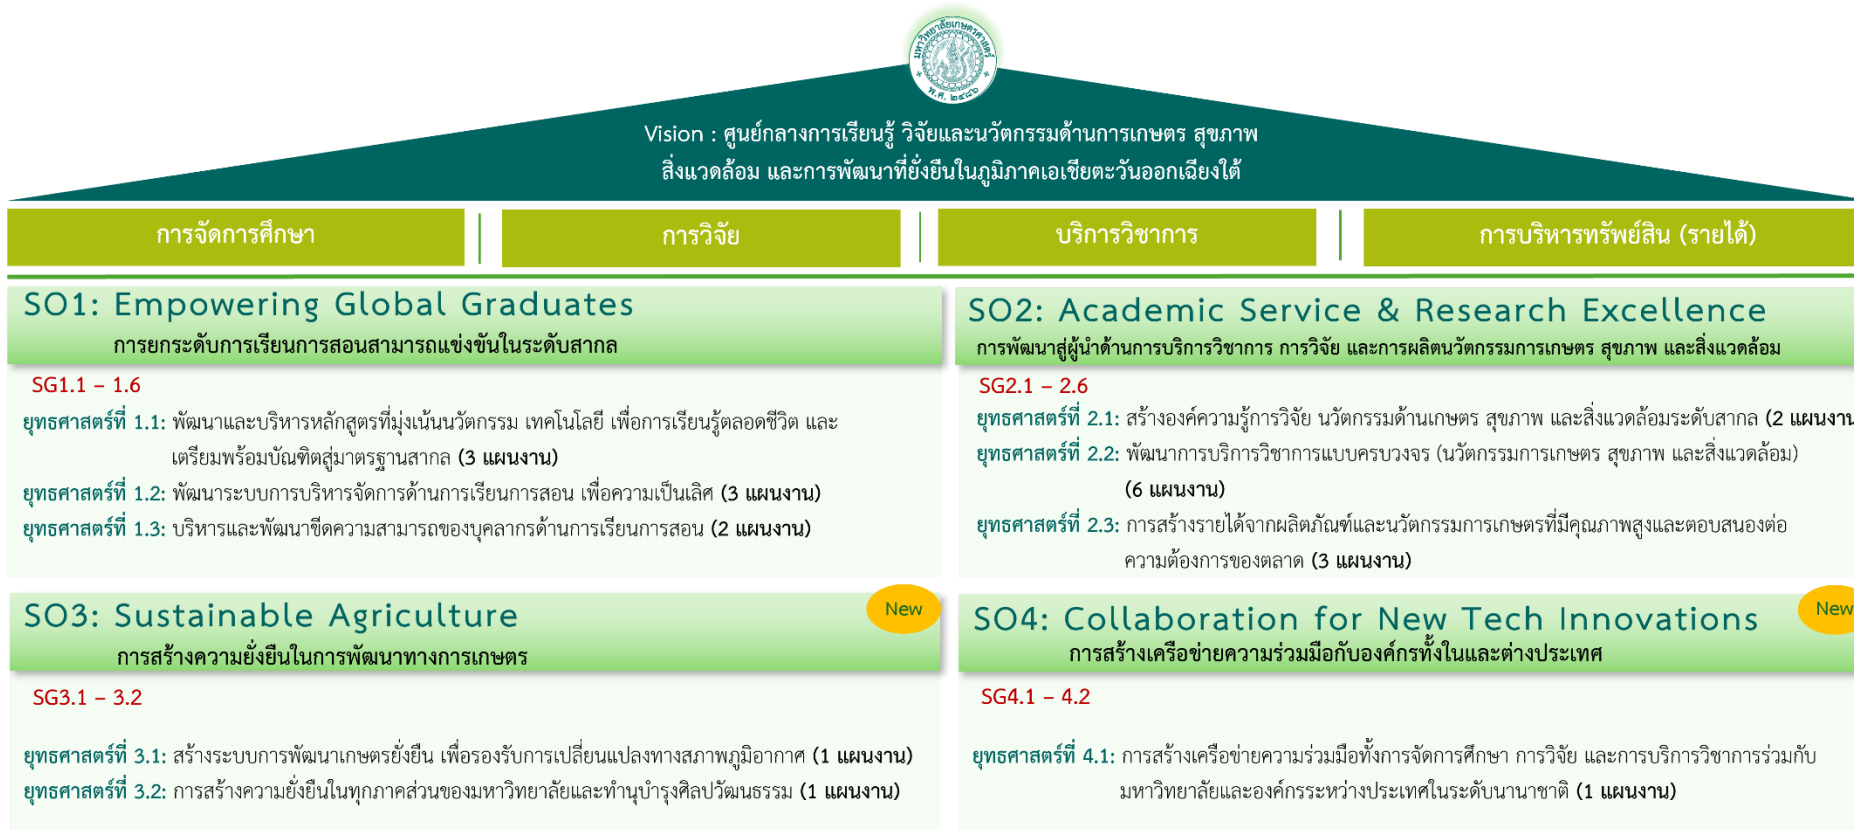 มหาวิทยาลัยเกษตรศาสตร์
พ.ศ. ๒๔๘๖
Vision : ศูนย์กลางการเรียนรู้ วิจัยและนวัตกรรมด้านการเกษตร สุขภาพ
สิ่งแวดล้อม และการพัฒนาที่ยั่งยืนในภูมิภาคเอเชียตะวันออกเฉียงใต้
การจัดการศึกษา
การวิจัย
บริการวิชาการ
การบริหารทรัพย์สิน (รายได้)
SO1: Empowering Global Graduates
การยกระดับการเรียนการสอนสามารถแข่งขันในระดับสากล
SG1.1 – 1.6
ยุทธศาสตร์ที่ 1.1: พัฒนาและบริหารหลักสูตรที่มุ่งเน้นนวัตกรรม เทคโนโลยี เพื่อการเรียนรู้ตลอดชีวิต และ
เตรียมพร้อมบัณฑิตสู่มาตรฐานสากล (3 แผนงาน)
ยุทธศาสตร์ที่ 1.2: พัฒนาระบบการบริหารจัดการด้านการเรียนการสอน เพื่อความเป็นเลิศ (3 แผนงาน)
ยุทธศาสตร์ที่ 1.3: บริหารและพัฒนาขีดความสามารถของบุคลากรด้านการเรียนการสอน (2 แผนงาน)
SO2: Academic Service & Research Excellence
การพัฒนาสู่ผู้นำด้านการบริการวิชาการ การวิจัย และการผลิตนวัตกรรมการเกษตร สุขภาพ และสิ่งแวดล้อม
SG2.1 – 2.6
ยุทธศาสตร์ที่ 2.1: สร้างองค์ความรู้การวิจัย นวัตกรรมด้านเกษตร สุขภาพ และสิ่งแวดล้อมระดับสากล (2 แผนงาน
ยุทธศาสตร์ที่ 2.2: พัฒนาการบริการวิชาการแบบครบวงจร (นวัตกรรมการเกษตร สุขภาพ และสิ่งแวดล้อม)
(6 แผนงาน)
ยุทธศาสตร์ที่ 2.3: การสร้างรายได้จากผลิตภัณฑ์และนวัตกรรมการเกษตรที่มีคุณภาพสูงและตอบสนองต่อ
ความต้องการของตลาด (3 แผนงาน)
SO3: Sustainable Agriculture
New
การสร้างความยั่งยืนในการพัฒนาทางการเกษตร
SG3.1 – 3.2
ยุทธศาสตร์ที่ 3.1: สร้างระบบการพัฒนาเกษตรยั่งยืน เพื่อรองรับการเปลี่ยนแปลงทางสภาพภูมิอากาศ (1 แผนงาน)
ยุทธศาสตร์ที่ 3.2: การสร้างความยั่งยืนในทุกภาคส่วนของมหาวิทยาลัยและทำนุบำรุงศิลปวัฒนธรรม (1 แผนงาน)
SO4: Collaboration for New Tech Innovations
New
การสร้างเครือข่ายความร่วมมือกับองค์กรทั้งในและต่างประเทศ
SG4.1 – 4.2
ยุทธศาสตร์ที่ 4.1: การสร้างเครือข่ายความร่วมมือทั้งการจัดการศึกษา การวิจัย และการบริการวิชาการร่วมกับ
มหาวิทยาลัยและองค์กรระหว่างประเทศในระดับนานาชาติ (1 แผนงาน)